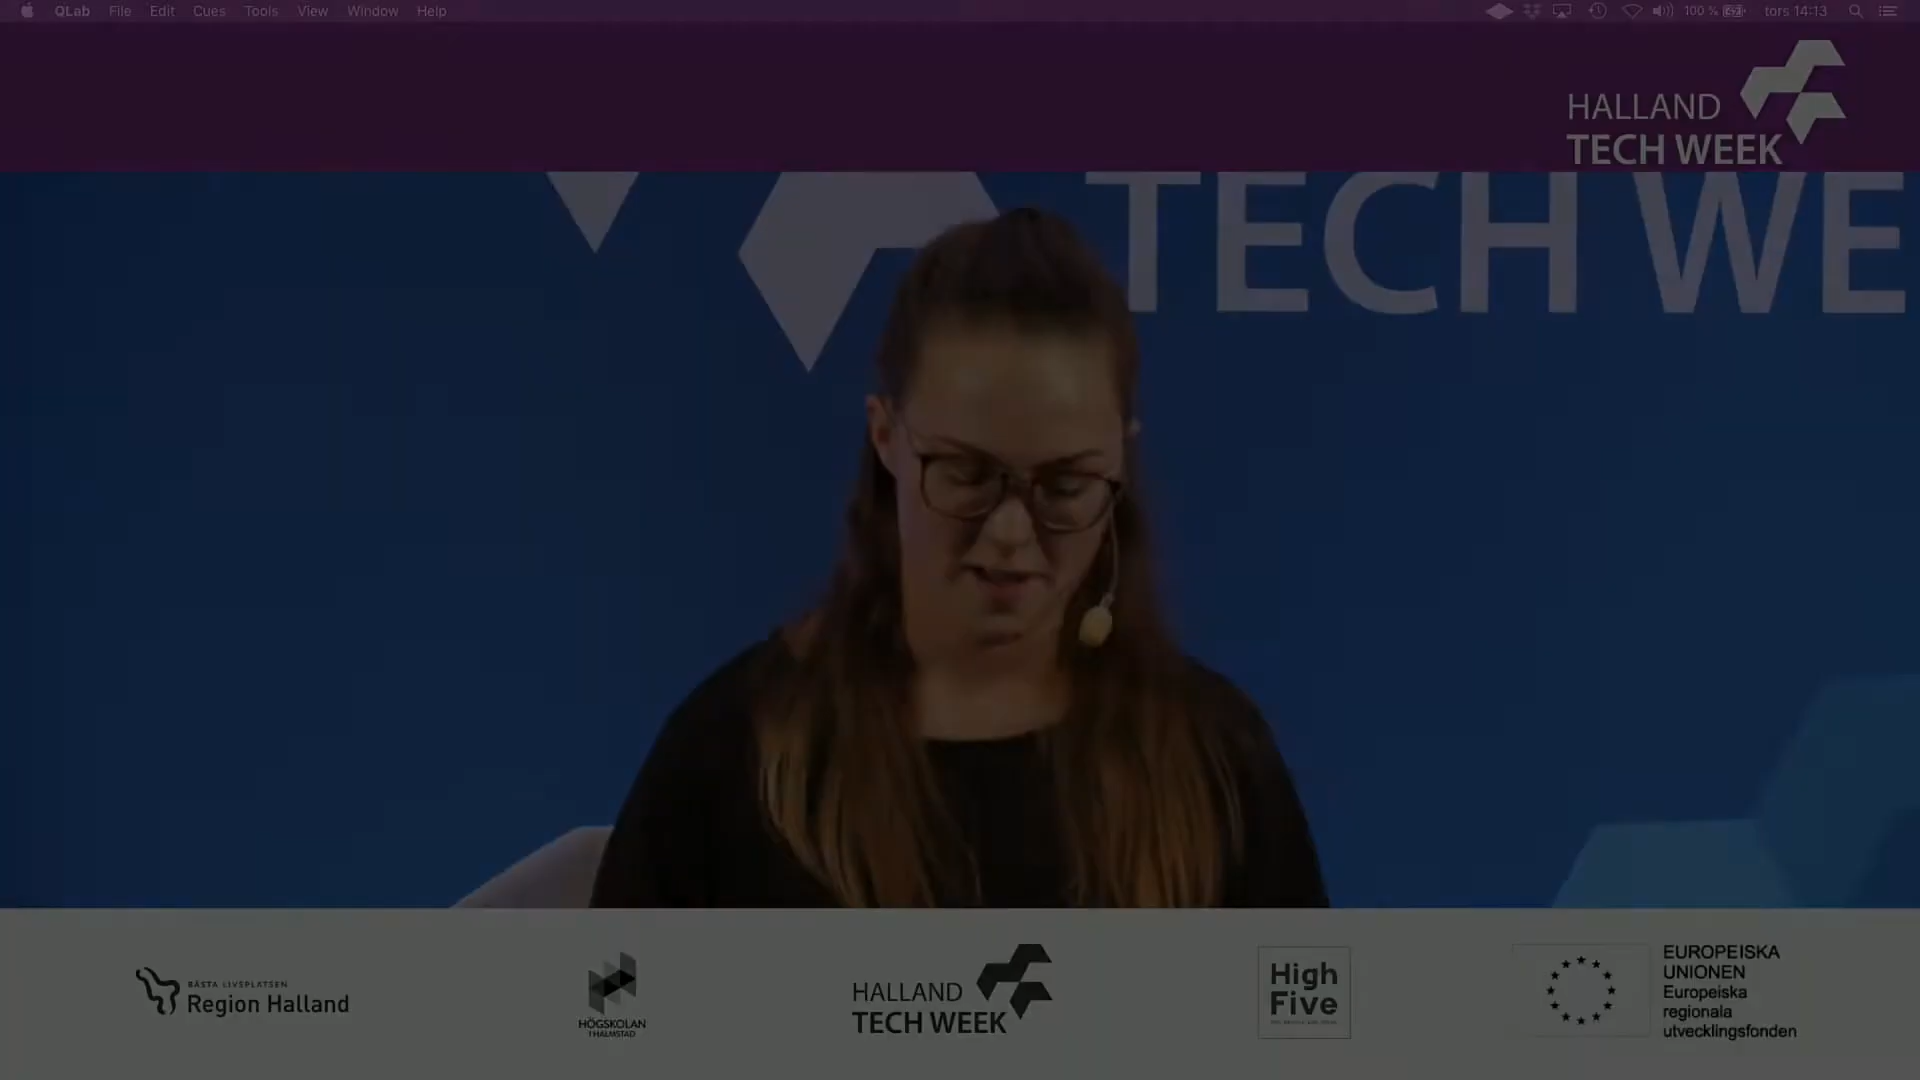 QLab File Edit Cues Tools View Window Help
100 % tors 14:13
HALLAND
TECH WEEK
TECH WE
BÄSTA LIVSPLATSEN
Region Halland
HÖGSKOLAN
I HALMSTAD
HALLAND
TECH WEEK
High
Five
EUROPEISKA
UNIONEN
Europeiska
regionala
utvecklingsfonden